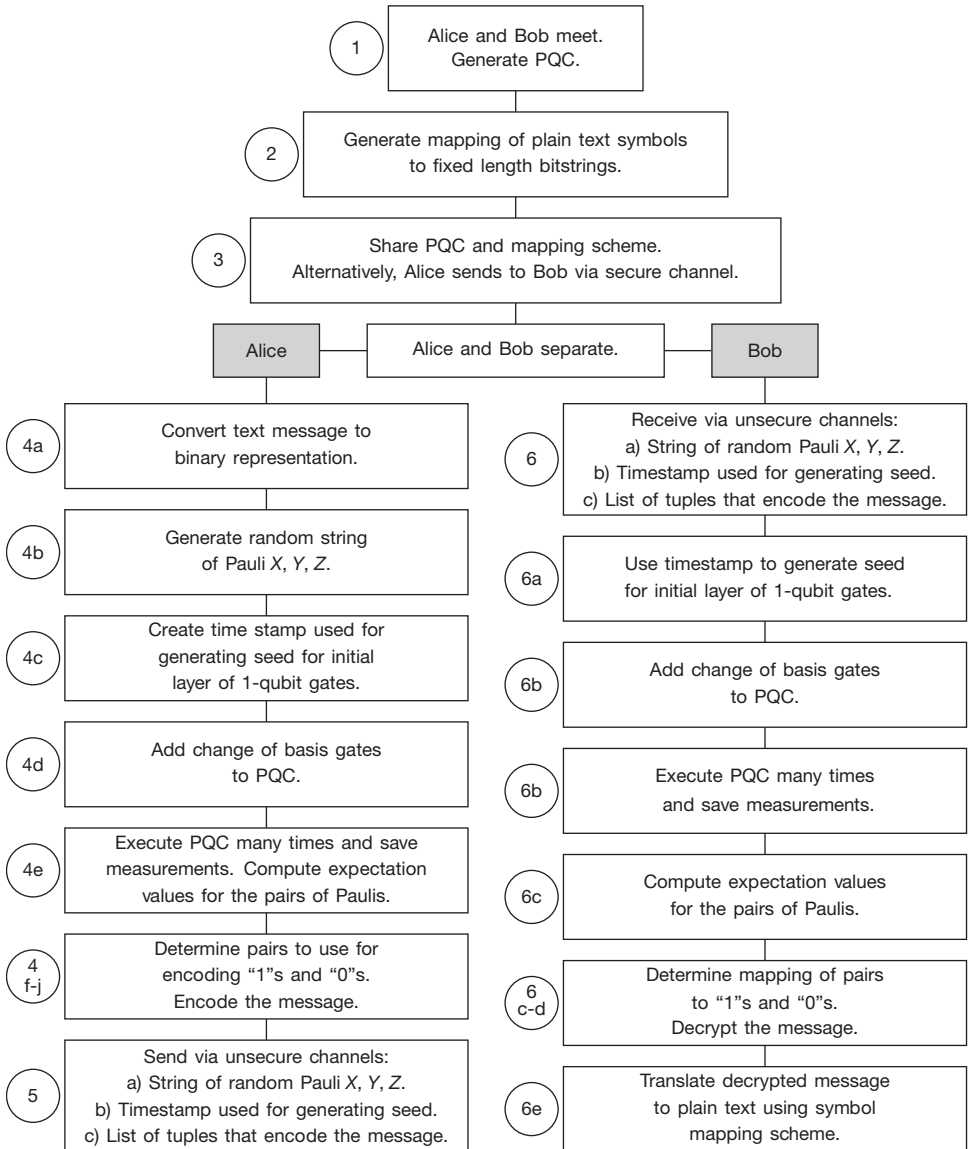 1
Alice and Bob meet.
Generate PQC.
2
Generate mapping of plain text symbols
to fixed length bitstrings.
3
Share PQC and mapping scheme.
Alternatively, Alice sends to Bob via secure channel.
Alice
Alice and Bob separate.
Bob
4a
Convert text message to
binary representation.
4b
Generate random string
of Pauli X, Y, Z.
4c
Create time stamp used for
generating seed for initial
layer of 1-qubit gates.
4d
Add change of basis gates
to PQC.
4e
Execute PQC many times and save
measurements. Compute expectation
values for the pairs of Paulis.
4
f-j
Determine pairs to use for
encoding “1”s and “0”s.
Encode the message.
5
Send via unsecure channels:
a) String of random Pauli X, Y, Z.
b) Timestamp used for generating seed.
c) List of tuples that encode the message.
6
Receive via unsecure channels:
a) String of random Pauli X, Y, Z.
b) Timestamp used for generating seed.
c) List of tuples that encode the message.
6a
Use timestamp to generate seed
for initial layer of 1-qubit gates.
6b
Add change of basis gates
to PQC.
6b
Execute PQC many times
and save measurements.
6c
Compute expectation values
for the pairs of Paulis.
6
c-d
Determine mapping of pairs
to “1”s and “0”s.
Decrypt the message.
6e
Translate decrypted message
to plain text using symbol
mapping scheme.